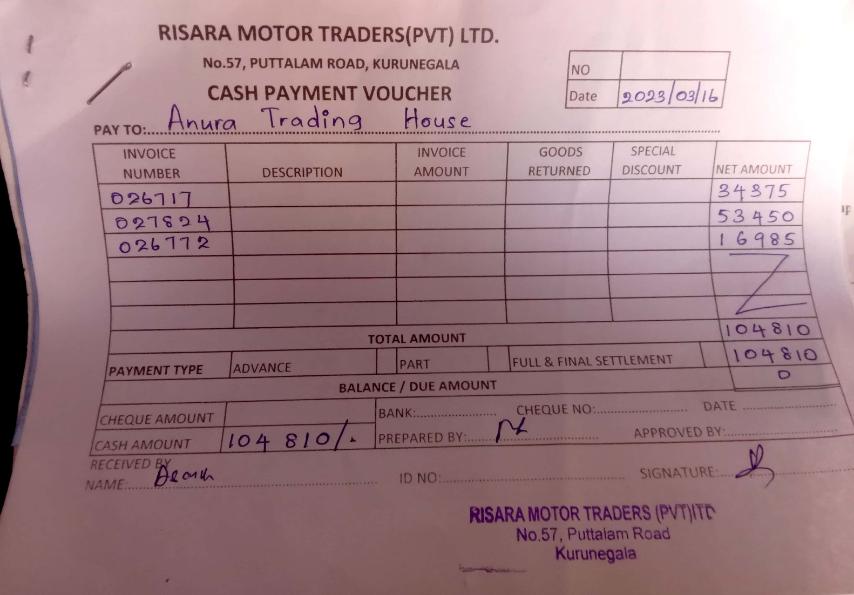 RISARA MOTOR TRADERS(PVT) LTD.
No.57, PUTTALAM ROAD, KURUNEGALA
CASH PAYMENT VOUCHER
NO
Date 2023/03/16
PAY TO: Anura Trading House
INVOICE NUMBER DESCRIPTION INVOICE AMOUNT GOODS RETURNED SPECIAL DISCOUNT NET AMOUNT
026717 34375
027824 53450
026772 16985
TOTAL AMOUNT 104810
PAYMENT TYPE ADVANCE PART FULL & FINAL SETTLEMENT 104810
BALANCE / DUE AMOUNT 0
CHEQUE AMOUNT BANK: CHEQUE NO: DATE
CASH AMOUNT 104 810/. PREPARED BY: APPROVED BY:
RECEIVED BY
NAME: ID NO: SIGNATURE:
RISARA MOTOR TRADERS (PVT)LTD
No.57, Puttalam Road
Kurunegala